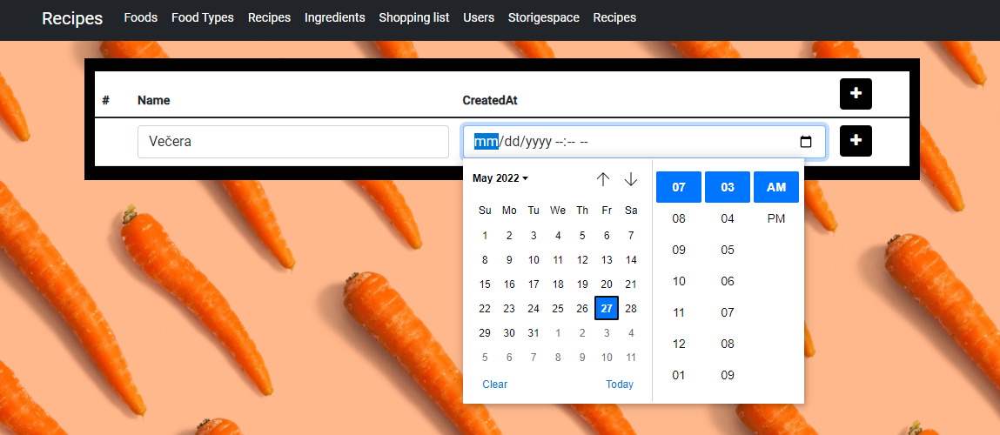 Recipes Foods Food Types Recipes Ingredients Shopping list Users Storigespace Recipes
# Name CreatedAt
Večera mm/dd/yyyy --:-- --
May 2022
Su Mo Tu We Th Fr Sa
1 2 3 4 5 6 7
8 9 10 11 12 13 14
15 16 17 18 19 20 21
22 23 24 25 26 27 28
29 30 31 1 2 3 4
5 6 7 8 9 10 11
Clear Today
07 03 AM
08 04 PM
09 05
10 06
11 07
12 08
01 09